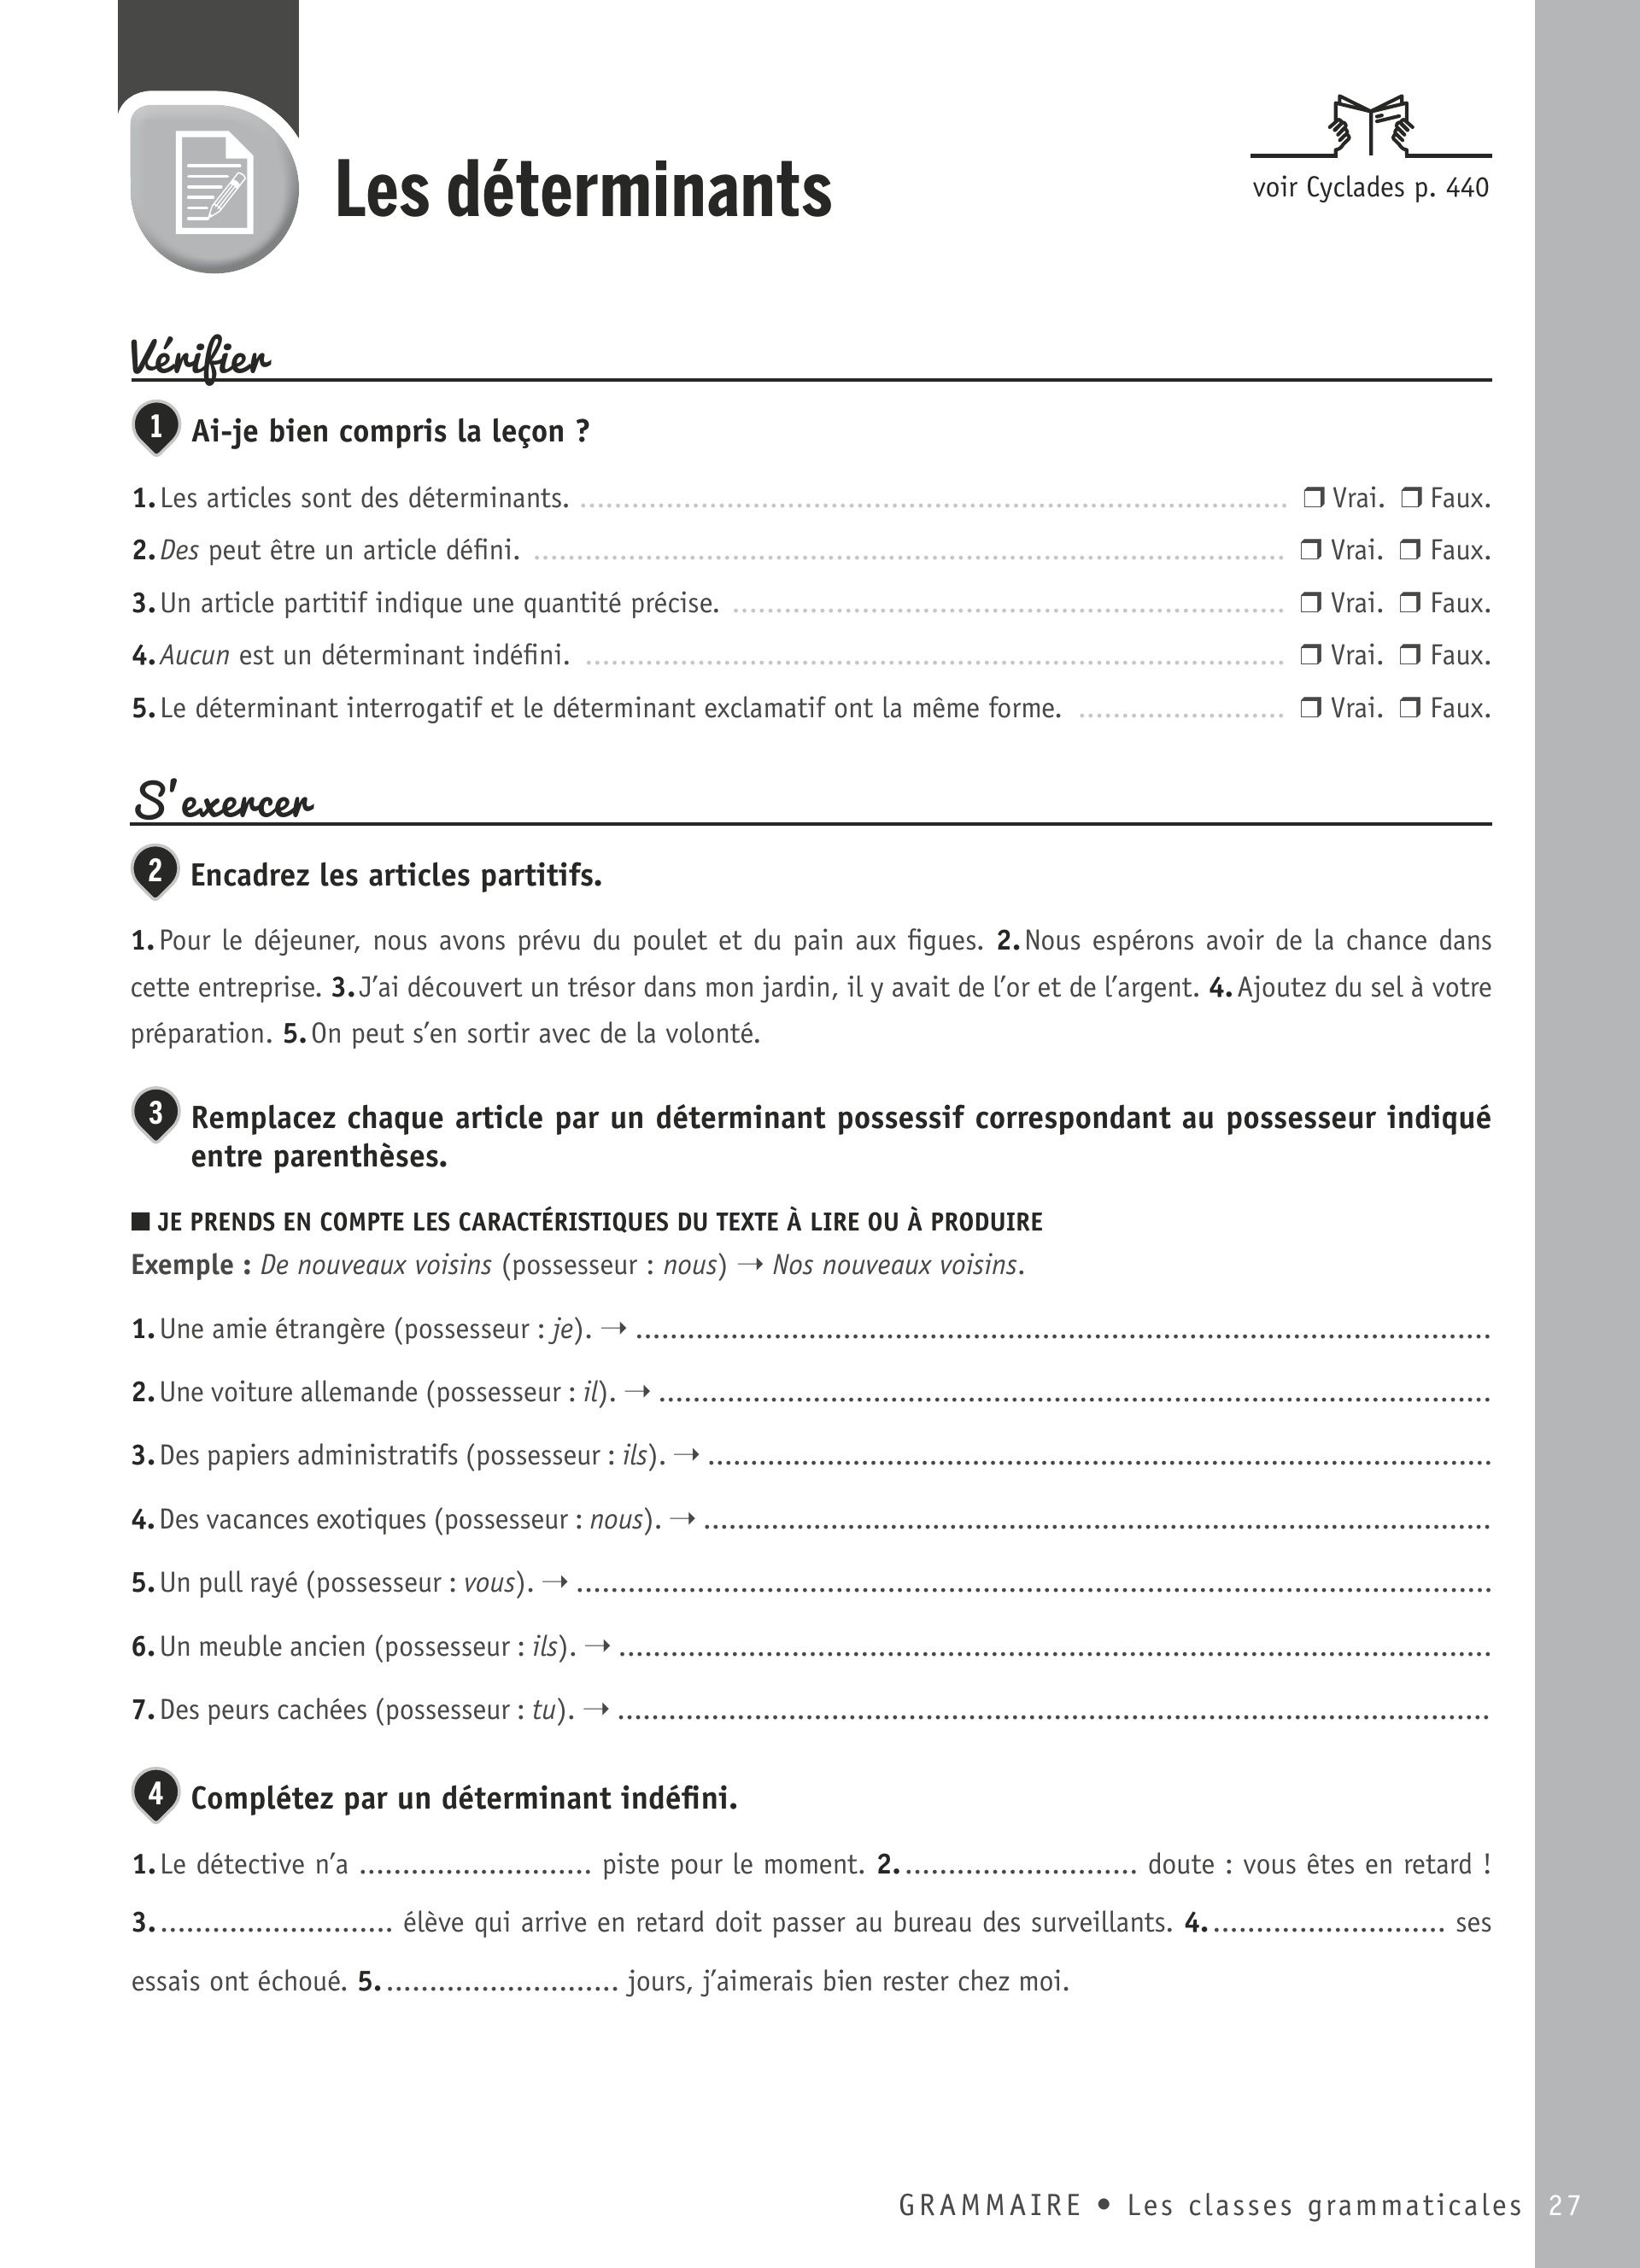 Les déterminants
voir Cyclades p. 440
Vérifier
1 Ai-je bien compris la leçon ?
1. Les articles sont des déterminants. ........................ ❒ Vrai. ❒ Faux.
2. Des peut être un article défini. ........................ ❒ Vrai. ❒ Faux.
3. Un article partitif indique une quantité précise. ........................ ❒ Vrai. ❒ Faux.
4. Aucun est un déterminant indéfini. ........................ ❒ Vrai. ❒ Faux.
5. Le déterminant interrogatif et le déterminant exclamatif ont la même forme. ........................ ❒ Vrai. ❒ Faux.
S'exercer
2 Encadrez les articles partitifs.
1. Pour le déjeuner, nous avons prévu du poulet et du pain aux figues. 2. Nous espérons avoir de la chance dans
cette entreprise. 3. J'ai découvert un trésor dans mon jardin, il y avait de l'or et de l'argent. 4. Ajoutez du sel à votre
préparation. 5. On peut s'en sortir avec de la volonté.
3 Remplacez chaque article par un déterminant possessif correspondant au possesseur indiqué
entre parenthèses.
■ JE PRENDS EN COMPTE LES CARACTÉRISTIQUES DU TEXTE À LIRE OU À PRODUIRE
Exemple : De nouveaux voisins (possesseur : nous) → Nos nouveaux voisins.
1. Une amie étrangère (possesseur : je). → ........................
2. Une voiture allemande (possesseur : il). → ........................
3. Des papiers administratifs (possesseur : ils). → ........................
4. Des vacances exotiques (possesseur : nous). → ........................
5. Un pull rayé (possesseur : vous). → ........................
6. Un meuble ancien (possesseur : ils). → ........................
7. Des peurs cachées (possesseur : tu). → ........................
4 Complétez par un déterminant indéfini.
1. Le détective n'a ........................... piste pour le moment. 2. ........................... doute : vous êtes en retard !
3. ........................... élève qui arrive en retard doit passer au bureau des surveillants. 4. ........................... ses
essais ont échoué. 5. ........................... jours, j'aimerais bien rester chez moi.
GRAMMAIRE • Les classes grammaticales 27